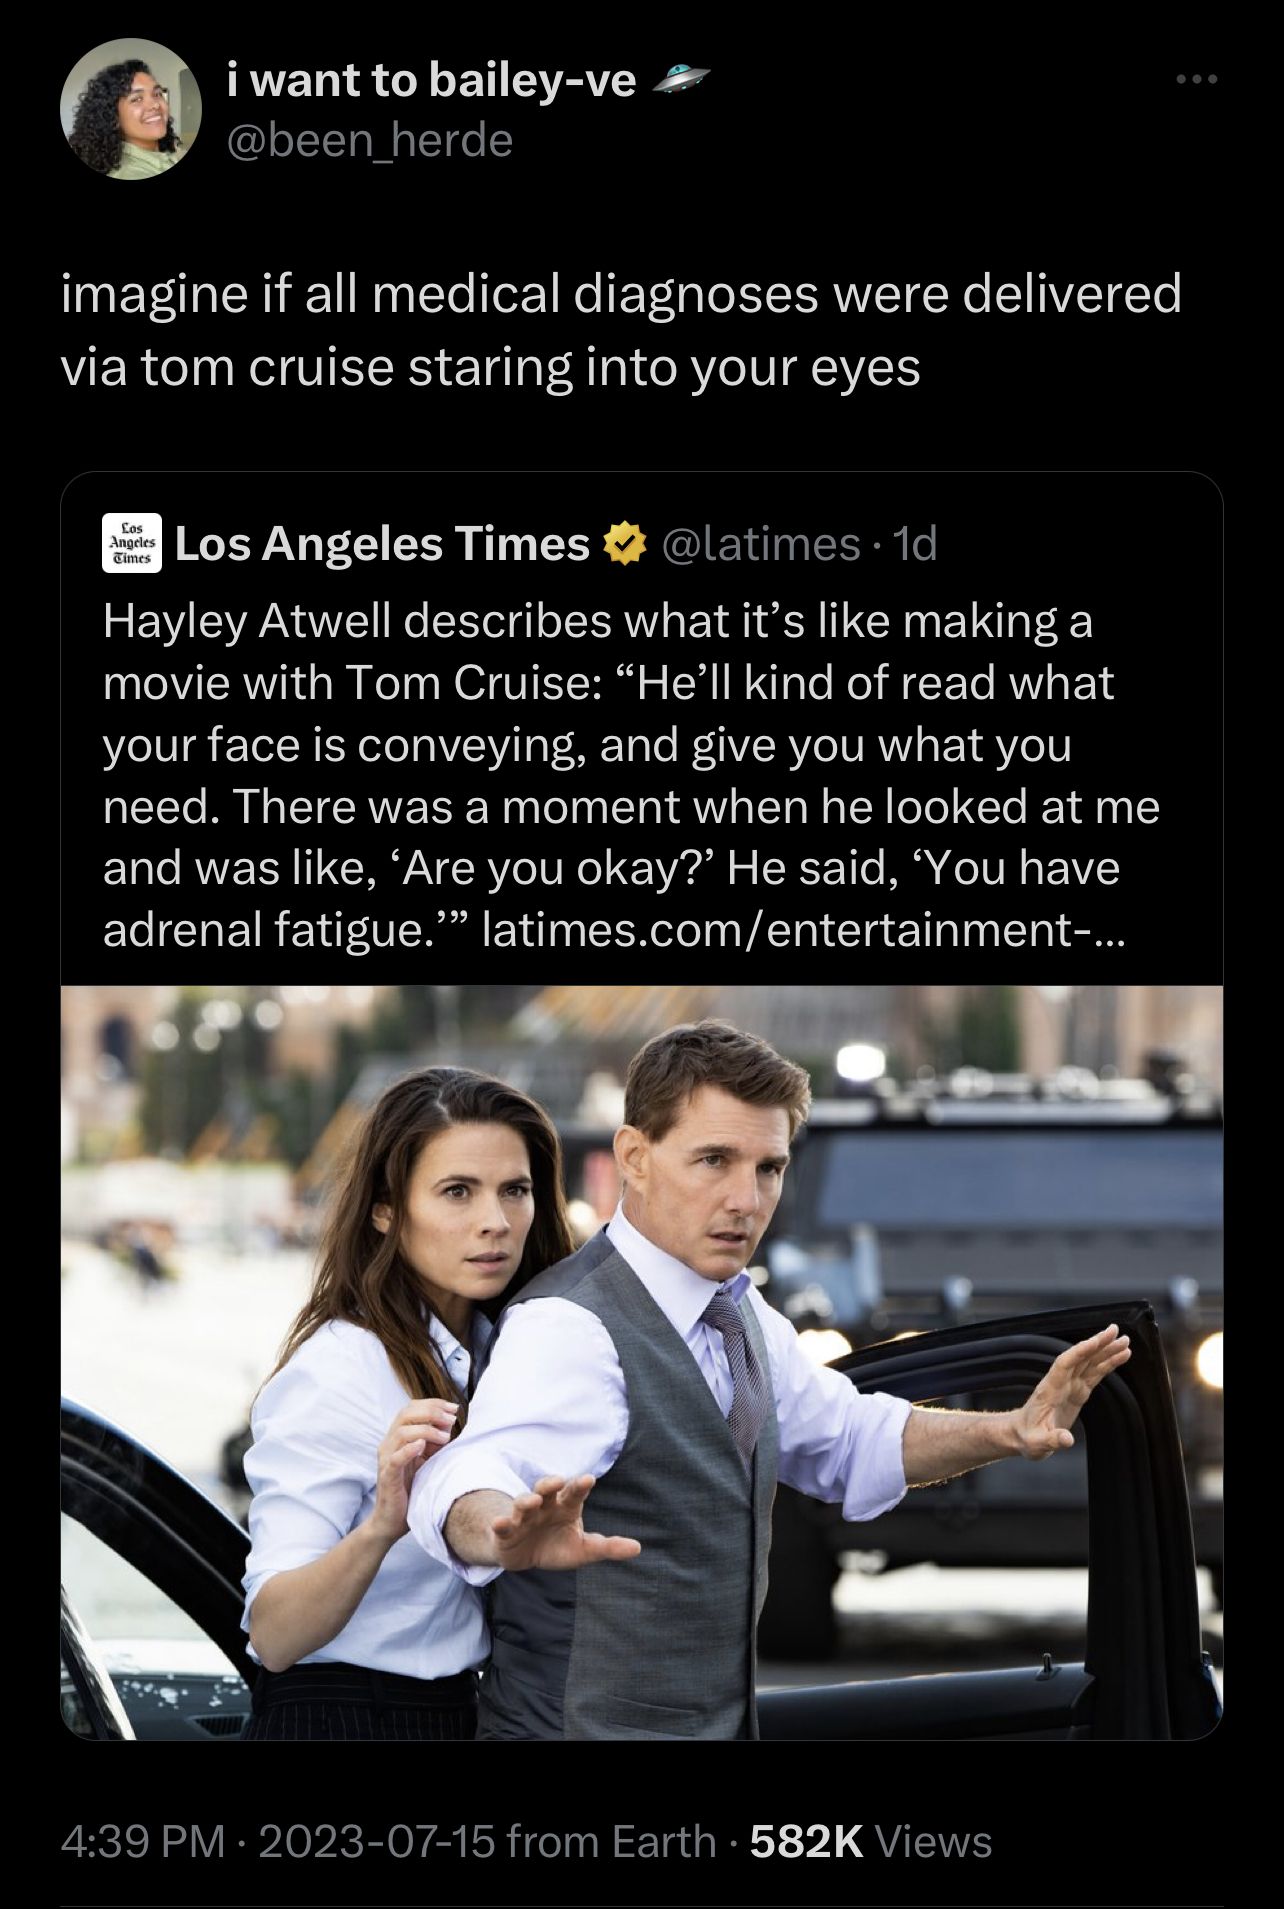 i want to bailey-ve 🛸
@been_herde
imagine if all medical diagnoses were delivered
via tom cruise staring into your eyes
Los
Angeles
Times
Los Angeles Times @latimes · 1d
Hayley Atwell describes what it’s like making a
movie with Tom Cruise: “He’ll kind of read what
your face is conveying, and give you what you
need. There was a moment when he looked at me
and was like, ‘Are you okay?’ He said, ‘You have
adrenal fatigue.’” latimes.com/entertainment-...
4:39 PM · 2023-07-15 from Earth · 582K Views